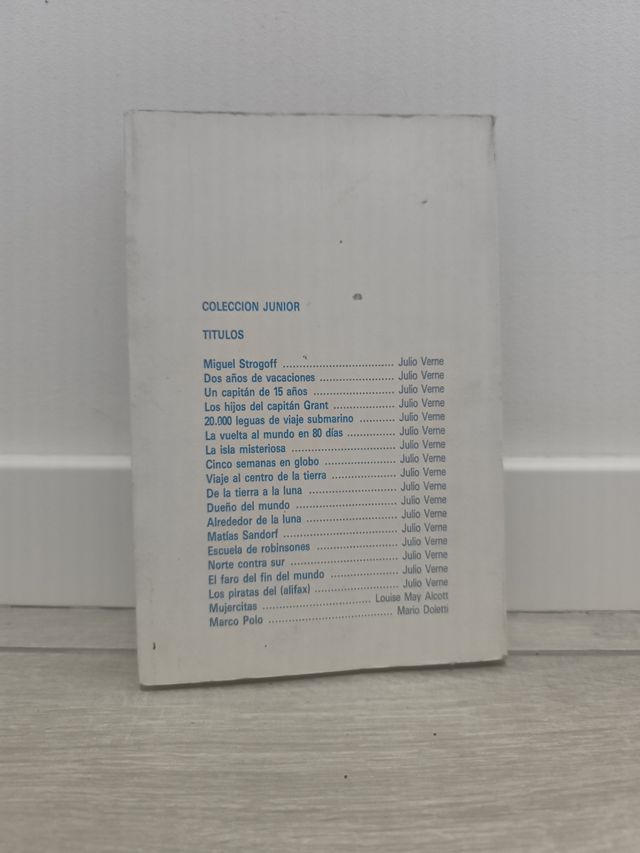 COLECCION JUNIOR
TITULOS
Miguel Strogoff .................................. Julio Verne
Dos años de vacaciones ....................... Julio Verne
Un capitán de 15 años ......................... Julio Verne
Los hijos del capitán Grant ................... Julio Verne
20.000 leguas de viaje submarino ........... Julio Verne
La vuelta al mundo en 80 días ............... Julio Verne
La isla misteriosa ................................ Julio Verne
Cinco semanas en globo ...................... Julio Verne
Viaje al centro de la tierra .................... Julio Verne
De la tierra a la luna ........................... Julio Verne
Dueño del mundo ................................ Julio Verne
Alrededor de la luna ............................ Julio Verne
Matías Sandorf ................................... Julio Verne
Escuela de robinsones ......................... Julio Verne
Norte contra sur ................................. Julio Verne
El faro del fin del mundo ..................... Julio Verne
Los piratas del (alifax) ......................... Julio Verne
Mujercitas ................................. Louise May Alcott
Marco Polo ...................................... Mario Doletti